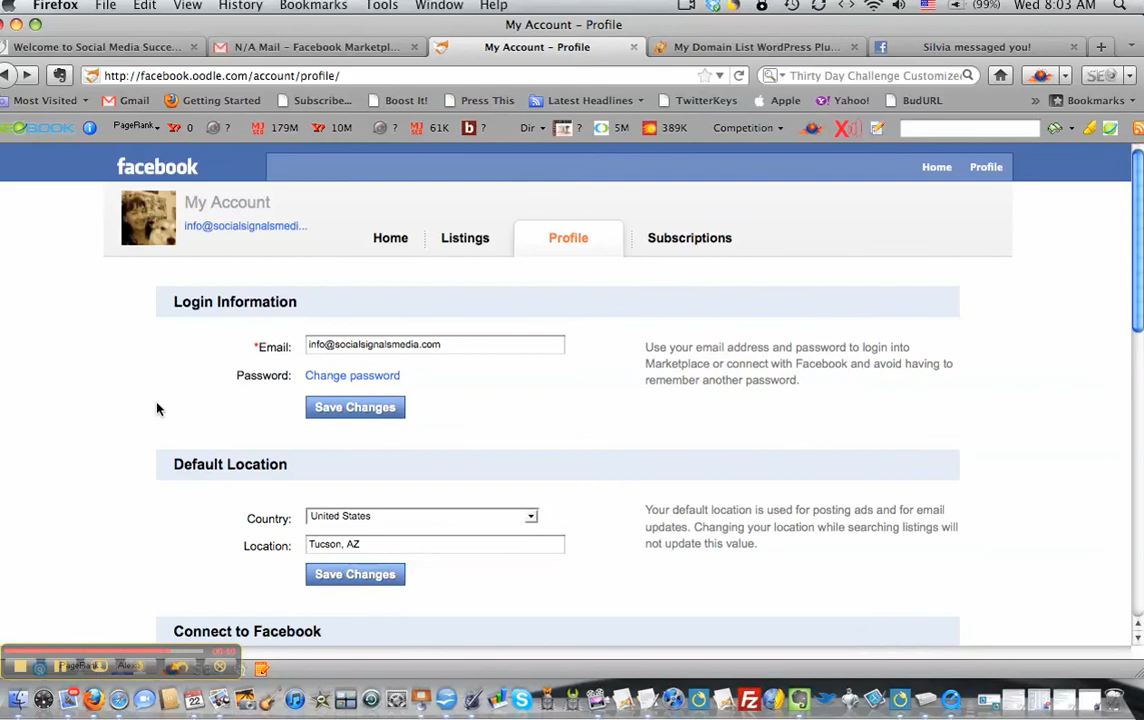 Firefox File Edit View History Bookmarks Tools Window Help (99%) Wed 8:03 AM
My Account – Profile
Welcome to Social Media Succe... N/A Mail – Facebook Marketpl... My Account – Profile My Domain List WordPress Plu... Silvia messaged you!
http://facebook.oodle.com/account/profile/ Thirty Day Challenge Customize
Most Visited Gmail Getting Started Subscribe... Boost It! Press This Latest Headlines TwitterKeys Apple Yahoo! BudURL » Bookmarks
PageRank 0 ? 179M 10M ? 61K b ? Dir ? 5M 389K Competition
facebook Home Profile
My Account
info@socialsignalsmedi...
Home Listings Profile Subscriptions
Login Information
*Email: info@socialsignalsmedia.com
Use your email address and password to login into
Marketplace or connect with Facebook and avoid having to
remember another password.
Password: Change password
Save Changes
Default Location
Country: United States
Location: Tucson, AZ
Your default location is used for posting ads and for email
updates. Changing your location while searching listings will
not update this value.
Save Changes
Connect to Facebook
PageRank Alexa